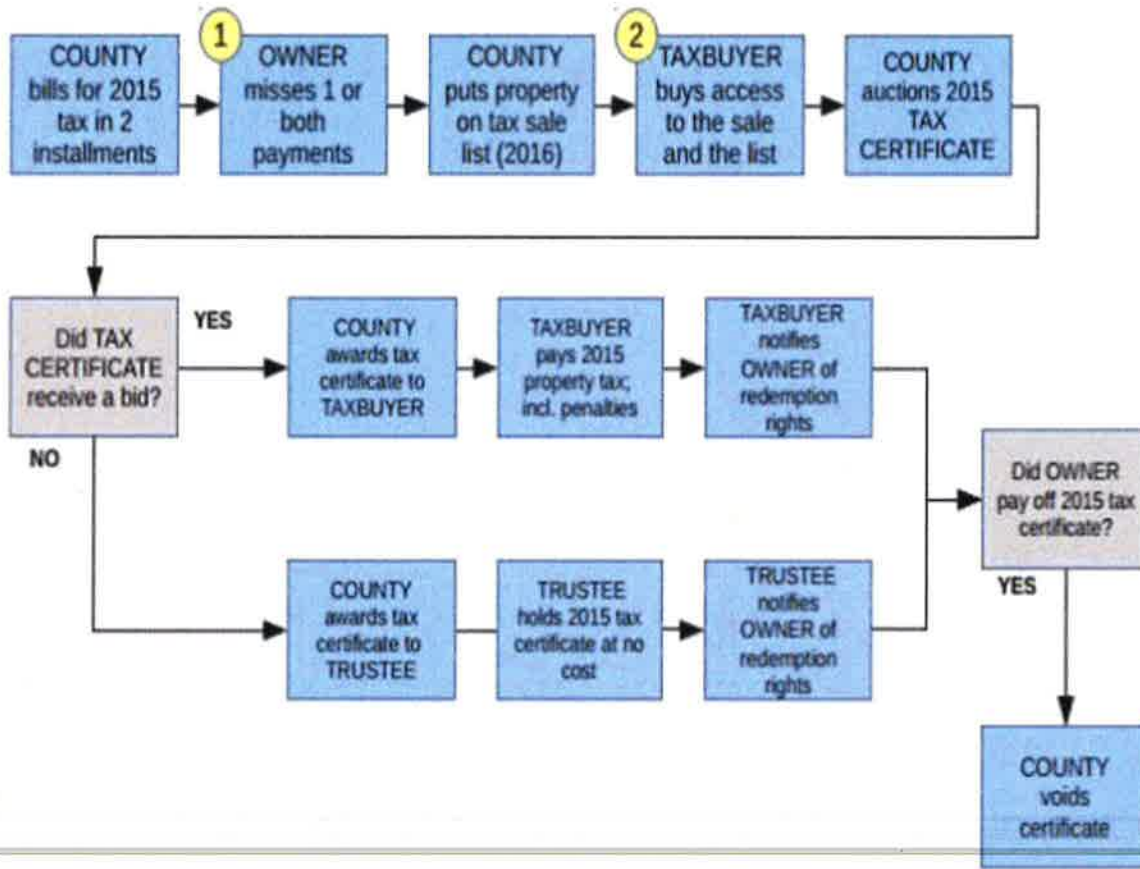 1
COUNTY
bills for 2015
tax in 2
installments
OWNER
misses 1 or
both
payments
COUNTY
puts property
on tax sale
list (2016)
2
TAXBUYER
buys access
to the sale
and the list
COUNTY
auctions 2015
TAX
CERTIFICATE
Did TAX
CERTIFICATE
receive a bid?
YES
NO
COUNTY
awards tax
certificate to
TAXBUYER
TAXBUYER
pays 2015
property tax;
incl. penalties
TAXBUYER
notifies
OWNER of
redemption
rights
COUNTY
awards tax
certificate to
TRUSTEE
TRUSTEE
holds 2015 tax
certificate at no
cost
TRUSTEE
notifies
OWNER of
redemption
rights
Did OWNER
pay off 2015 tax
certificate?
YES
COUNTY
voids
certificate